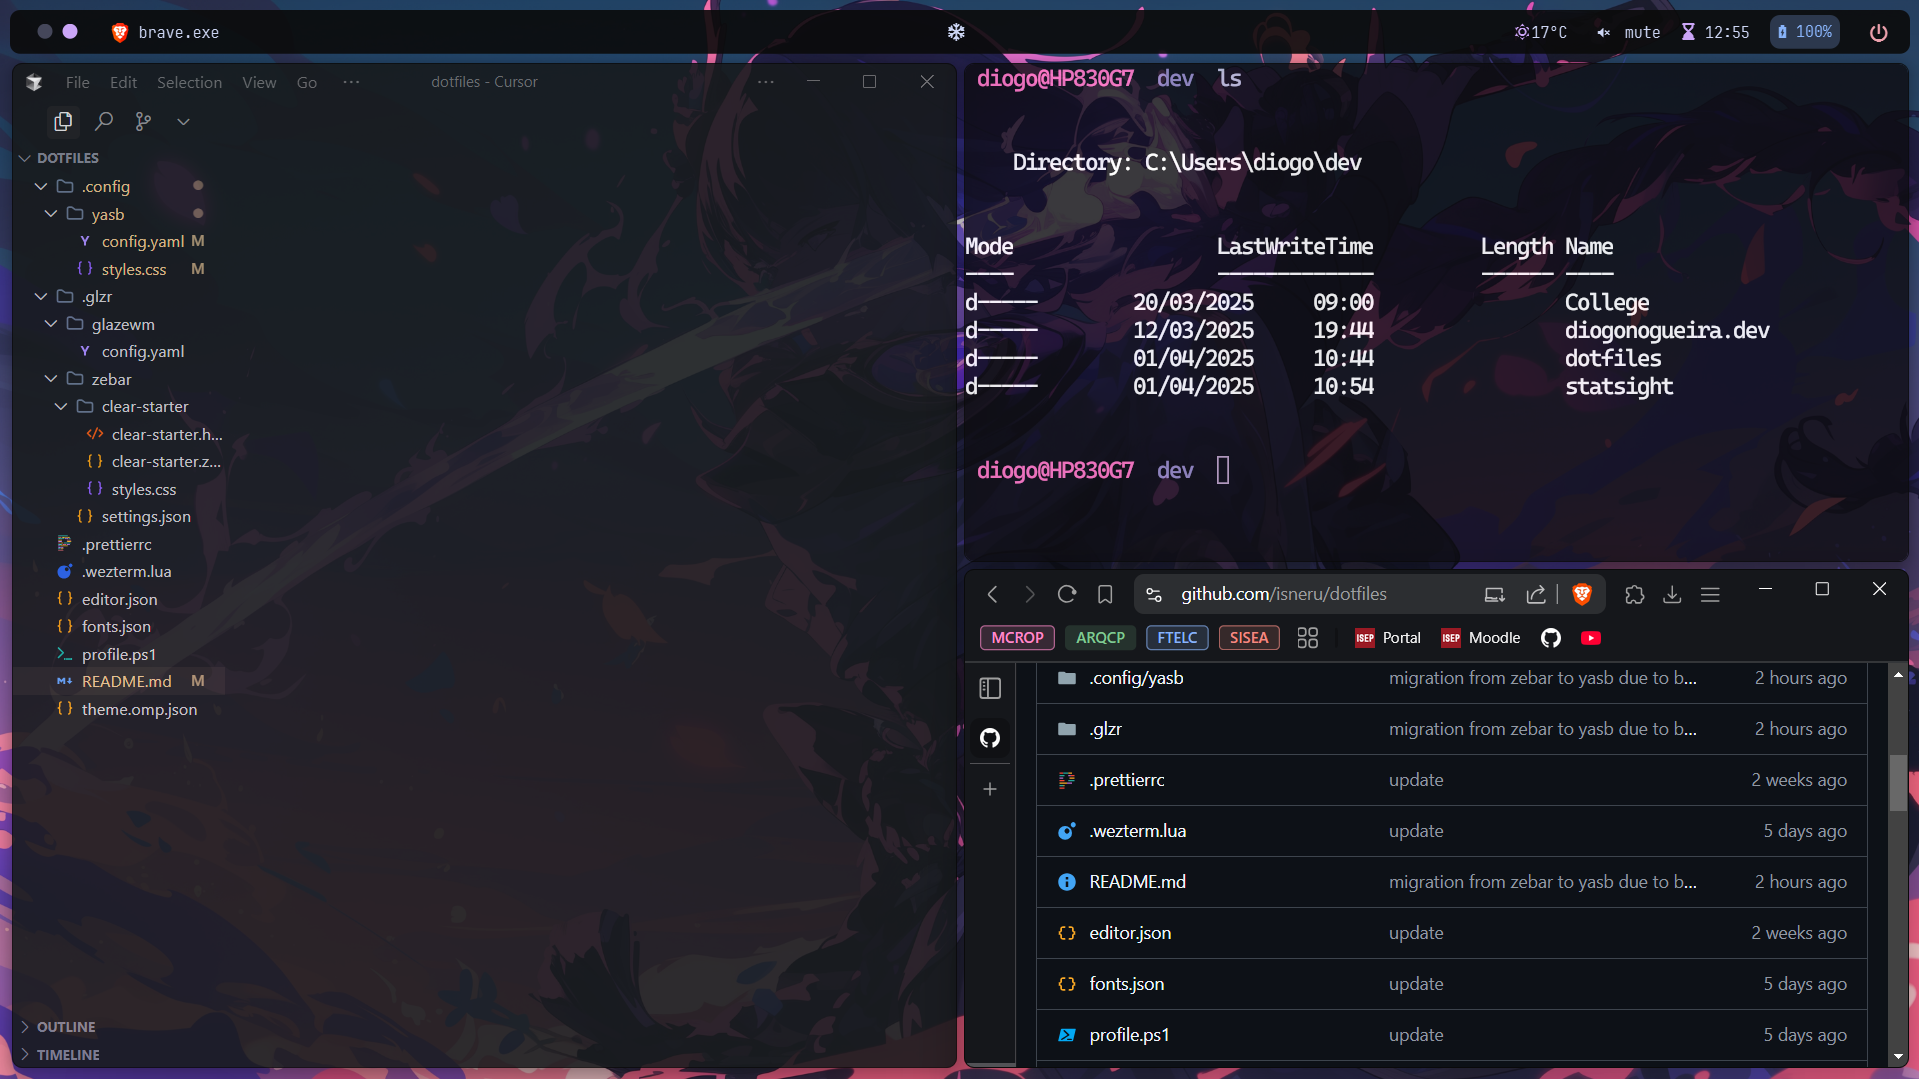 brave.exe
17°C mute 12:55 100%
File Edit Selection View Go ··· dotfiles - Cursor ···
DOTFILES
.config
yasb
config.yaml M
styles.css M
.glzr
glazewm
config.yaml
zebar
clear-starter
clear-starter.h...
clear-starter.z...
styles.css
settings.json
.prettierrc
.wezterm.lua
editor.json
fonts.json
profile.ps1
README.md M
theme.omp.json
OUTLINE
TIMELINE
diogo@HP830G7 dev ls
Directory: C:\Users\diogo\dev
Mode LastWriteTime Length Name
---- ------------- ------ ----
d----- 20/03/2025 09:00 College
d----- 12/03/2025 19:44 diogonogueira.dev
d----- 01/04/2025 10:44 dotfiles
d----- 01/04/2025 10:54 statsight
diogo@HP830G7 dev
github.com/isneru/dotfiles
MCROP ARQCP FTELC SISEA ISEP Portal ISEP Moodle
.config/yasb migration from zebar to yasb due to b... 2 hours ago
.glzr migration from zebar to yasb due to b... 2 hours ago
.prettierrc update 2 weeks ago
.wezterm.lua update 5 days ago
README.md migration from zebar to yasb due to b... 2 hours ago
editor.json update 2 weeks ago
fonts.json update 5 days ago
profile.ps1 update 5 days ago